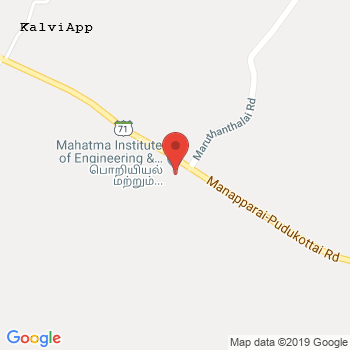 KalviApp
71
Maruthanthalai Rd
Mahatma Institute
of Engineering &...
பொறியியல்
மற்றும்...
Manapparai-Pudukottai Rd
Google
Map data ©2019 Google